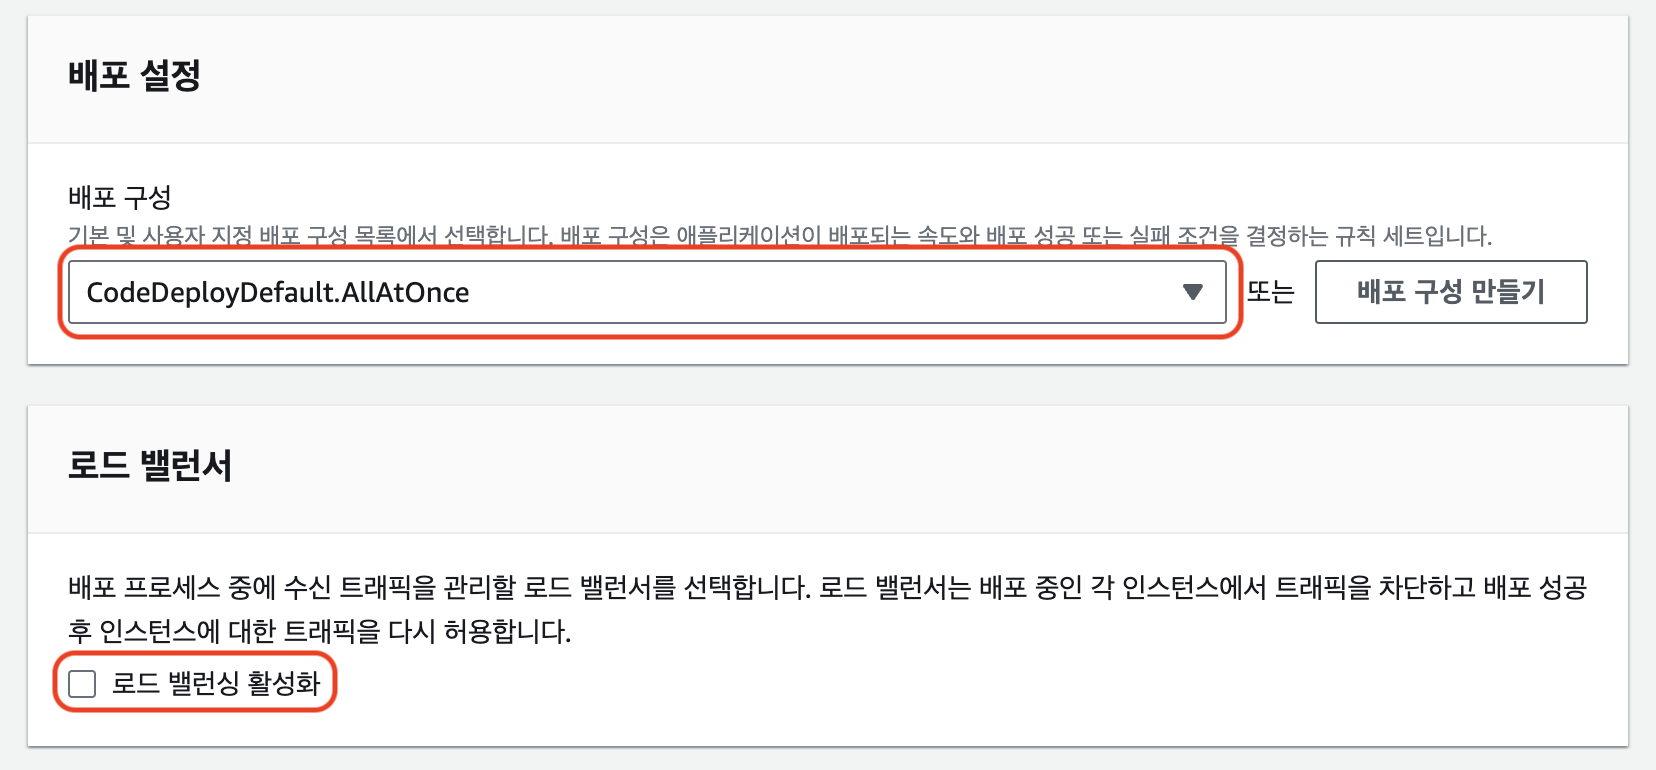 배포 설정
배포 구성
기본 및 사용자 지정 배포 구성 목록에서 선택합니다. 배포 구성은 애플리케이션이 배포되는 속도와 배포 성공 또는 실패 조건을 결정하는 규칙 세트입니다.
CodeDeployDefault.AllAtOnce
또는
배포 구성 만들기
로드 밸런서
배포 프로세스 중에 수신 트래픽을 관리할 로드 밸런서를 선택합니다. 로드 밸런서는 배포 중인 각 인스턴스에서 트래픽을 차단하고 배포 성공
후 인스턴스에 대한 트래픽을 다시 허용합니다.
로드 밸런싱 활성화